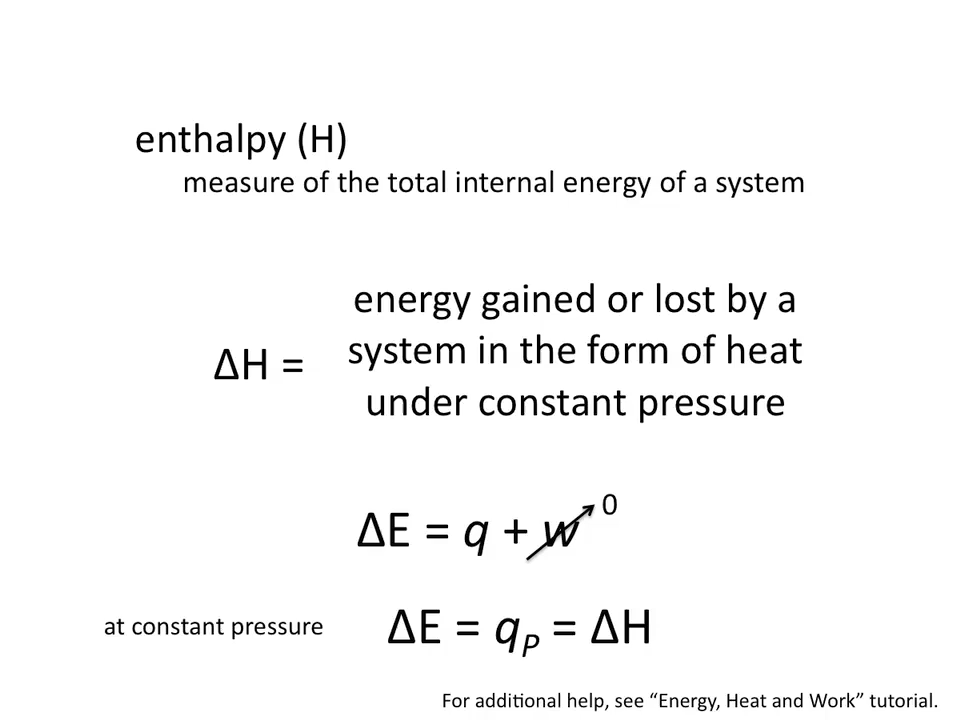 enthalpy (H)
measure of the total internal energy of a system
energy gained or lost by a
ΔH = system in the form of heat
under constant pressure
ΔE = q + w 0
at constant pressure ΔE = qP = ΔH
For additional help, see “Energy, Heat and Work” tutorial.